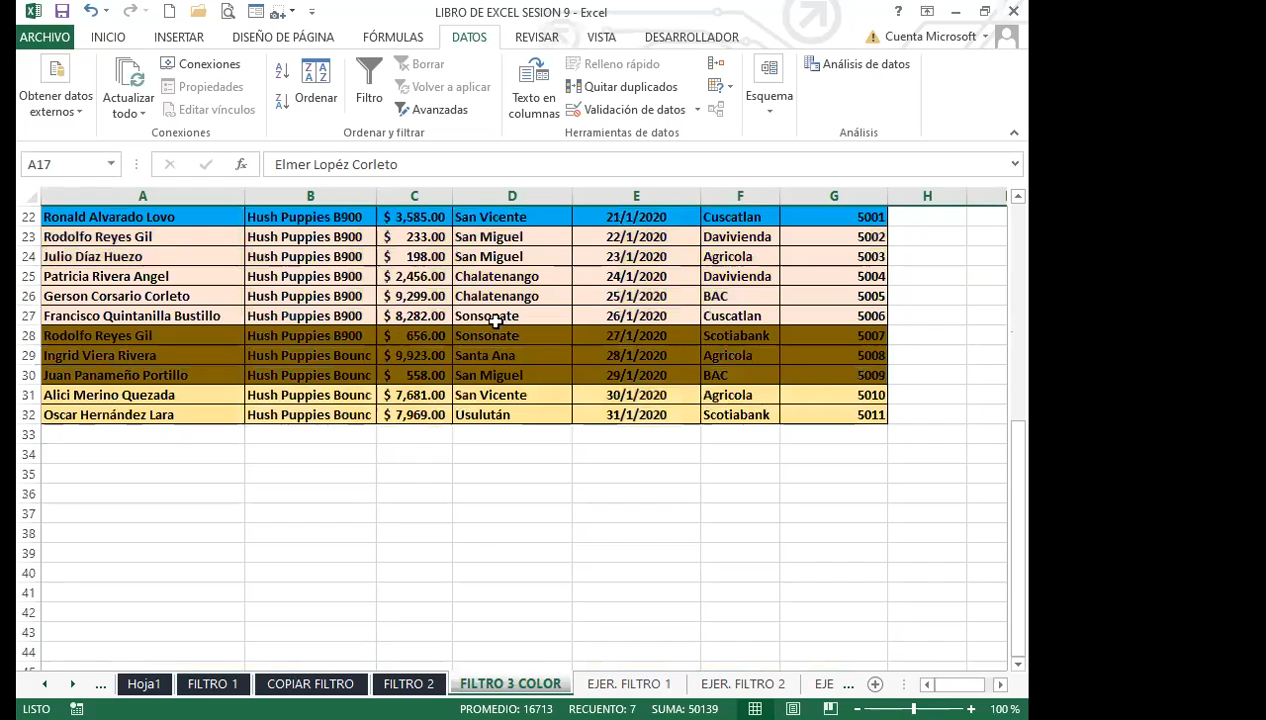 LIBRO DE EXCEL SESION 9 - Excel
ARCHIVO INICIO INSERTAR DISEÑO DE PÁGINA FÓRMULAS DATOS REVISAR VISTA DESARROLLADOR Cuenta Microsoft
Obtener datos externos
Actualizar todo
Conexiones
Propiedades
Editar vínculos
Conexiones
Ordenar
Filtro
Borrar
Volver a aplicar
Avanzadas
Ordenar y filtrar
Texto en columnas
Relleno rápido
Quitar duplicados
Validación de datos
Herramientas de datos
Esquema
Análisis de datos
Análisis
A17 fx Elmer Lopéz Corleto
A B C D E F G H I
22 Ronald Alvarado Lovo Hush Puppies B900 $ 3,585.00 San Vicente 21/1/2020 Cuscatlan 5001
23 Rodolfo Reyes Gil Hush Puppies B900 $ 233.00 San Miguel 22/1/2020 Davivienda 5002
24 Julio Díaz Huezo Hush Puppies B900 $ 198.00 San Miguel 23/1/2020 Agricola 5003
25 Patricia Rivera Angel Hush Puppies B900 $ 2,456.00 Chalatenango 24/1/2020 Davivienda 5004
26 Gerson Corsario Corleto Hush Puppies B900 $ 9,299.00 Chalatenango 25/1/2020 BAC 5005
27 Francisco Quintanilla Bustillo Hush Puppies B900 $ 8,282.00 Sonsonate 26/1/2020 Cuscatlan 5006
28 Rodolfo Reyes Gil Hush Puppies B900 $ 656.00 Sonsonate 27/1/2020 Scotiabank 5007
29 Ingrid Viera Rivera Hush Puppies Bounc $ 9,923.00 Santa Ana 28/1/2020 Agricola 5008
30 Juan Panameño Portillo Hush Puppies Bounc $ 558.00 San Miguel 29/1/2020 BAC 5009
31 Alici Merino Quezada Hush Puppies Bounc $ 7,681.00 San Vicente 30/1/2020 Agricola 5010
32 Oscar Hernández Lara Hush Puppies Bounc $ 7,969.00 Usulután 31/1/2020 Scotiabank 5011
33
34
35
36
37
38
39
40
41
42
43
44
... Hoja1 FILTRO 1 COPIAR FILTRO FILTRO 2 FILTRO 3 COLOR EJER. FILTRO 1 EJER. FILTRO 2 EJE ...
LISTO PROMEDIO: 16713 RECUENTO: 7 SUMA: 50139 100 %